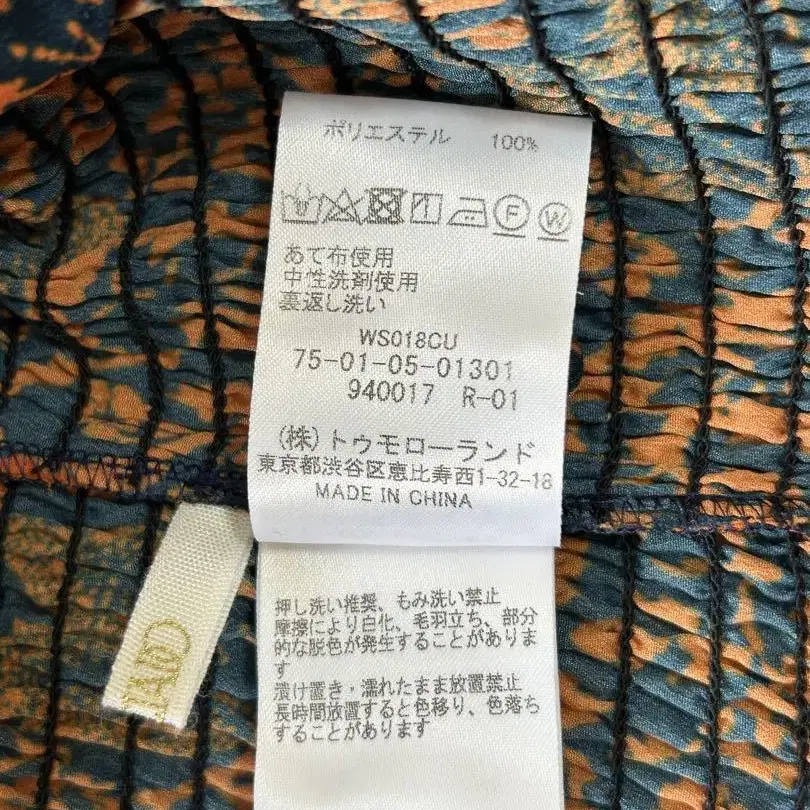 ポリエステル 100%
F W
あて布使用
中性洗剤使用
裏返し洗い
WS018CU
75-01-05-01301
940017 R-01
(株)トゥモローランド
東京都渋谷区恵比寿西1-32-18
MADE IN CHINA
押し洗い推奨、もみ洗い禁止
摩擦により白化、毛羽立ち、部分
的な脱色が発生することがありま
す
漬け置き・濡れたまま放置禁止
長時間放置すると色移り、色落ち
することがあります。